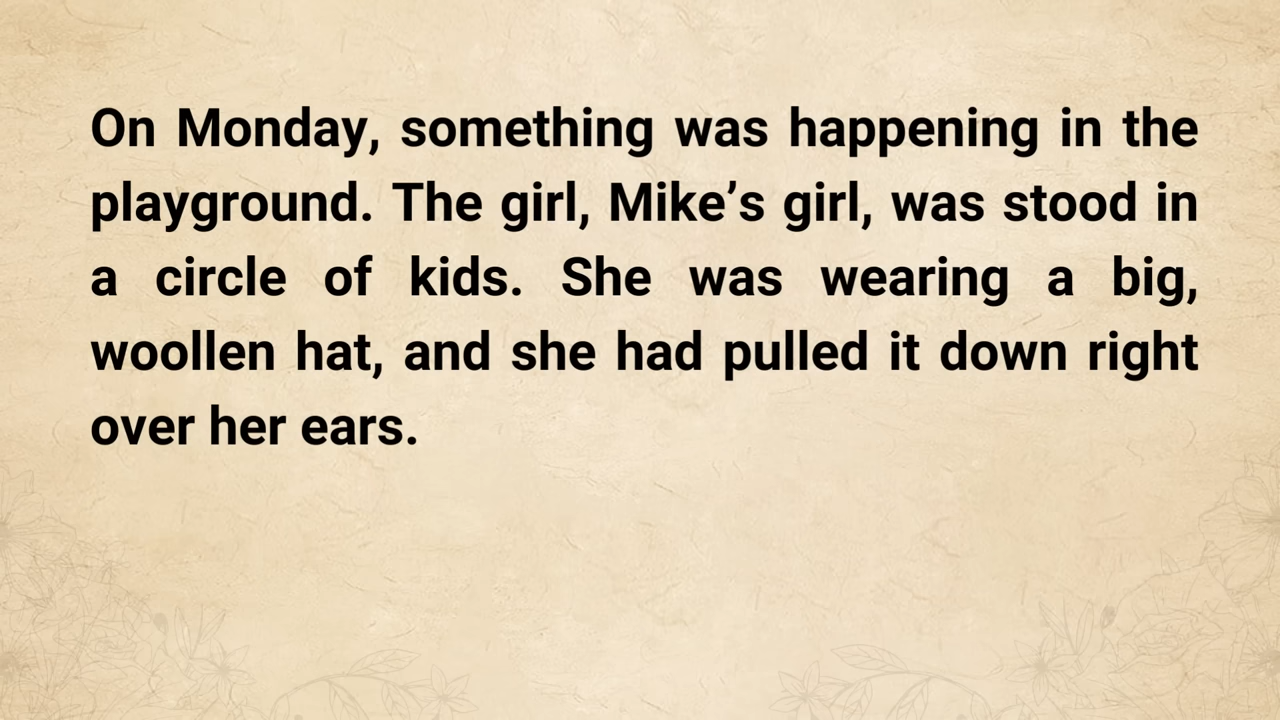 On Monday, something was happening in the
playground. The girl, Mike’s girl, was stood in
a circle of kids. She was wearing a big,
woollen hat, and she had pulled it down right
over her ears.